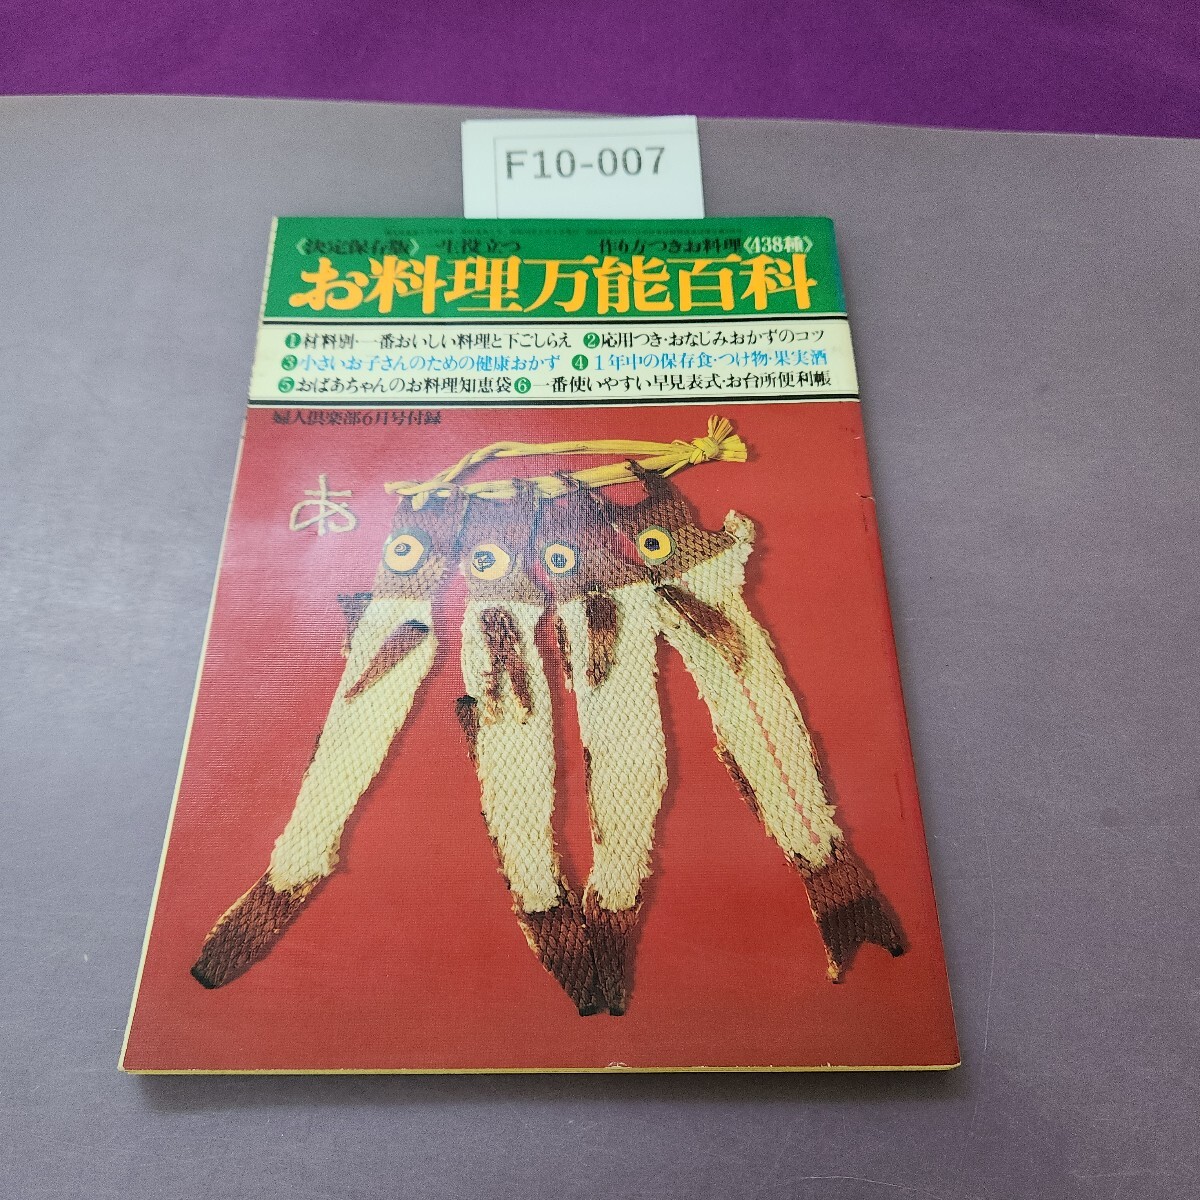 F10-007
《決定保存版》一生役立つ 作り方つきお料理《438種》
お料理万能百科
❶材料別・一番おいしい料理と下ごしらえ ❷応用つき・おなじみおかずのコツ
❸小さいお子さんのための健康おかず ❹1年中の保存食・つけ物・果実酒
❺おばあちゃんのお料理知恵袋❻一番使いやすい早見表式・お台所便利帳
婦人倶楽部6月号付録
あ